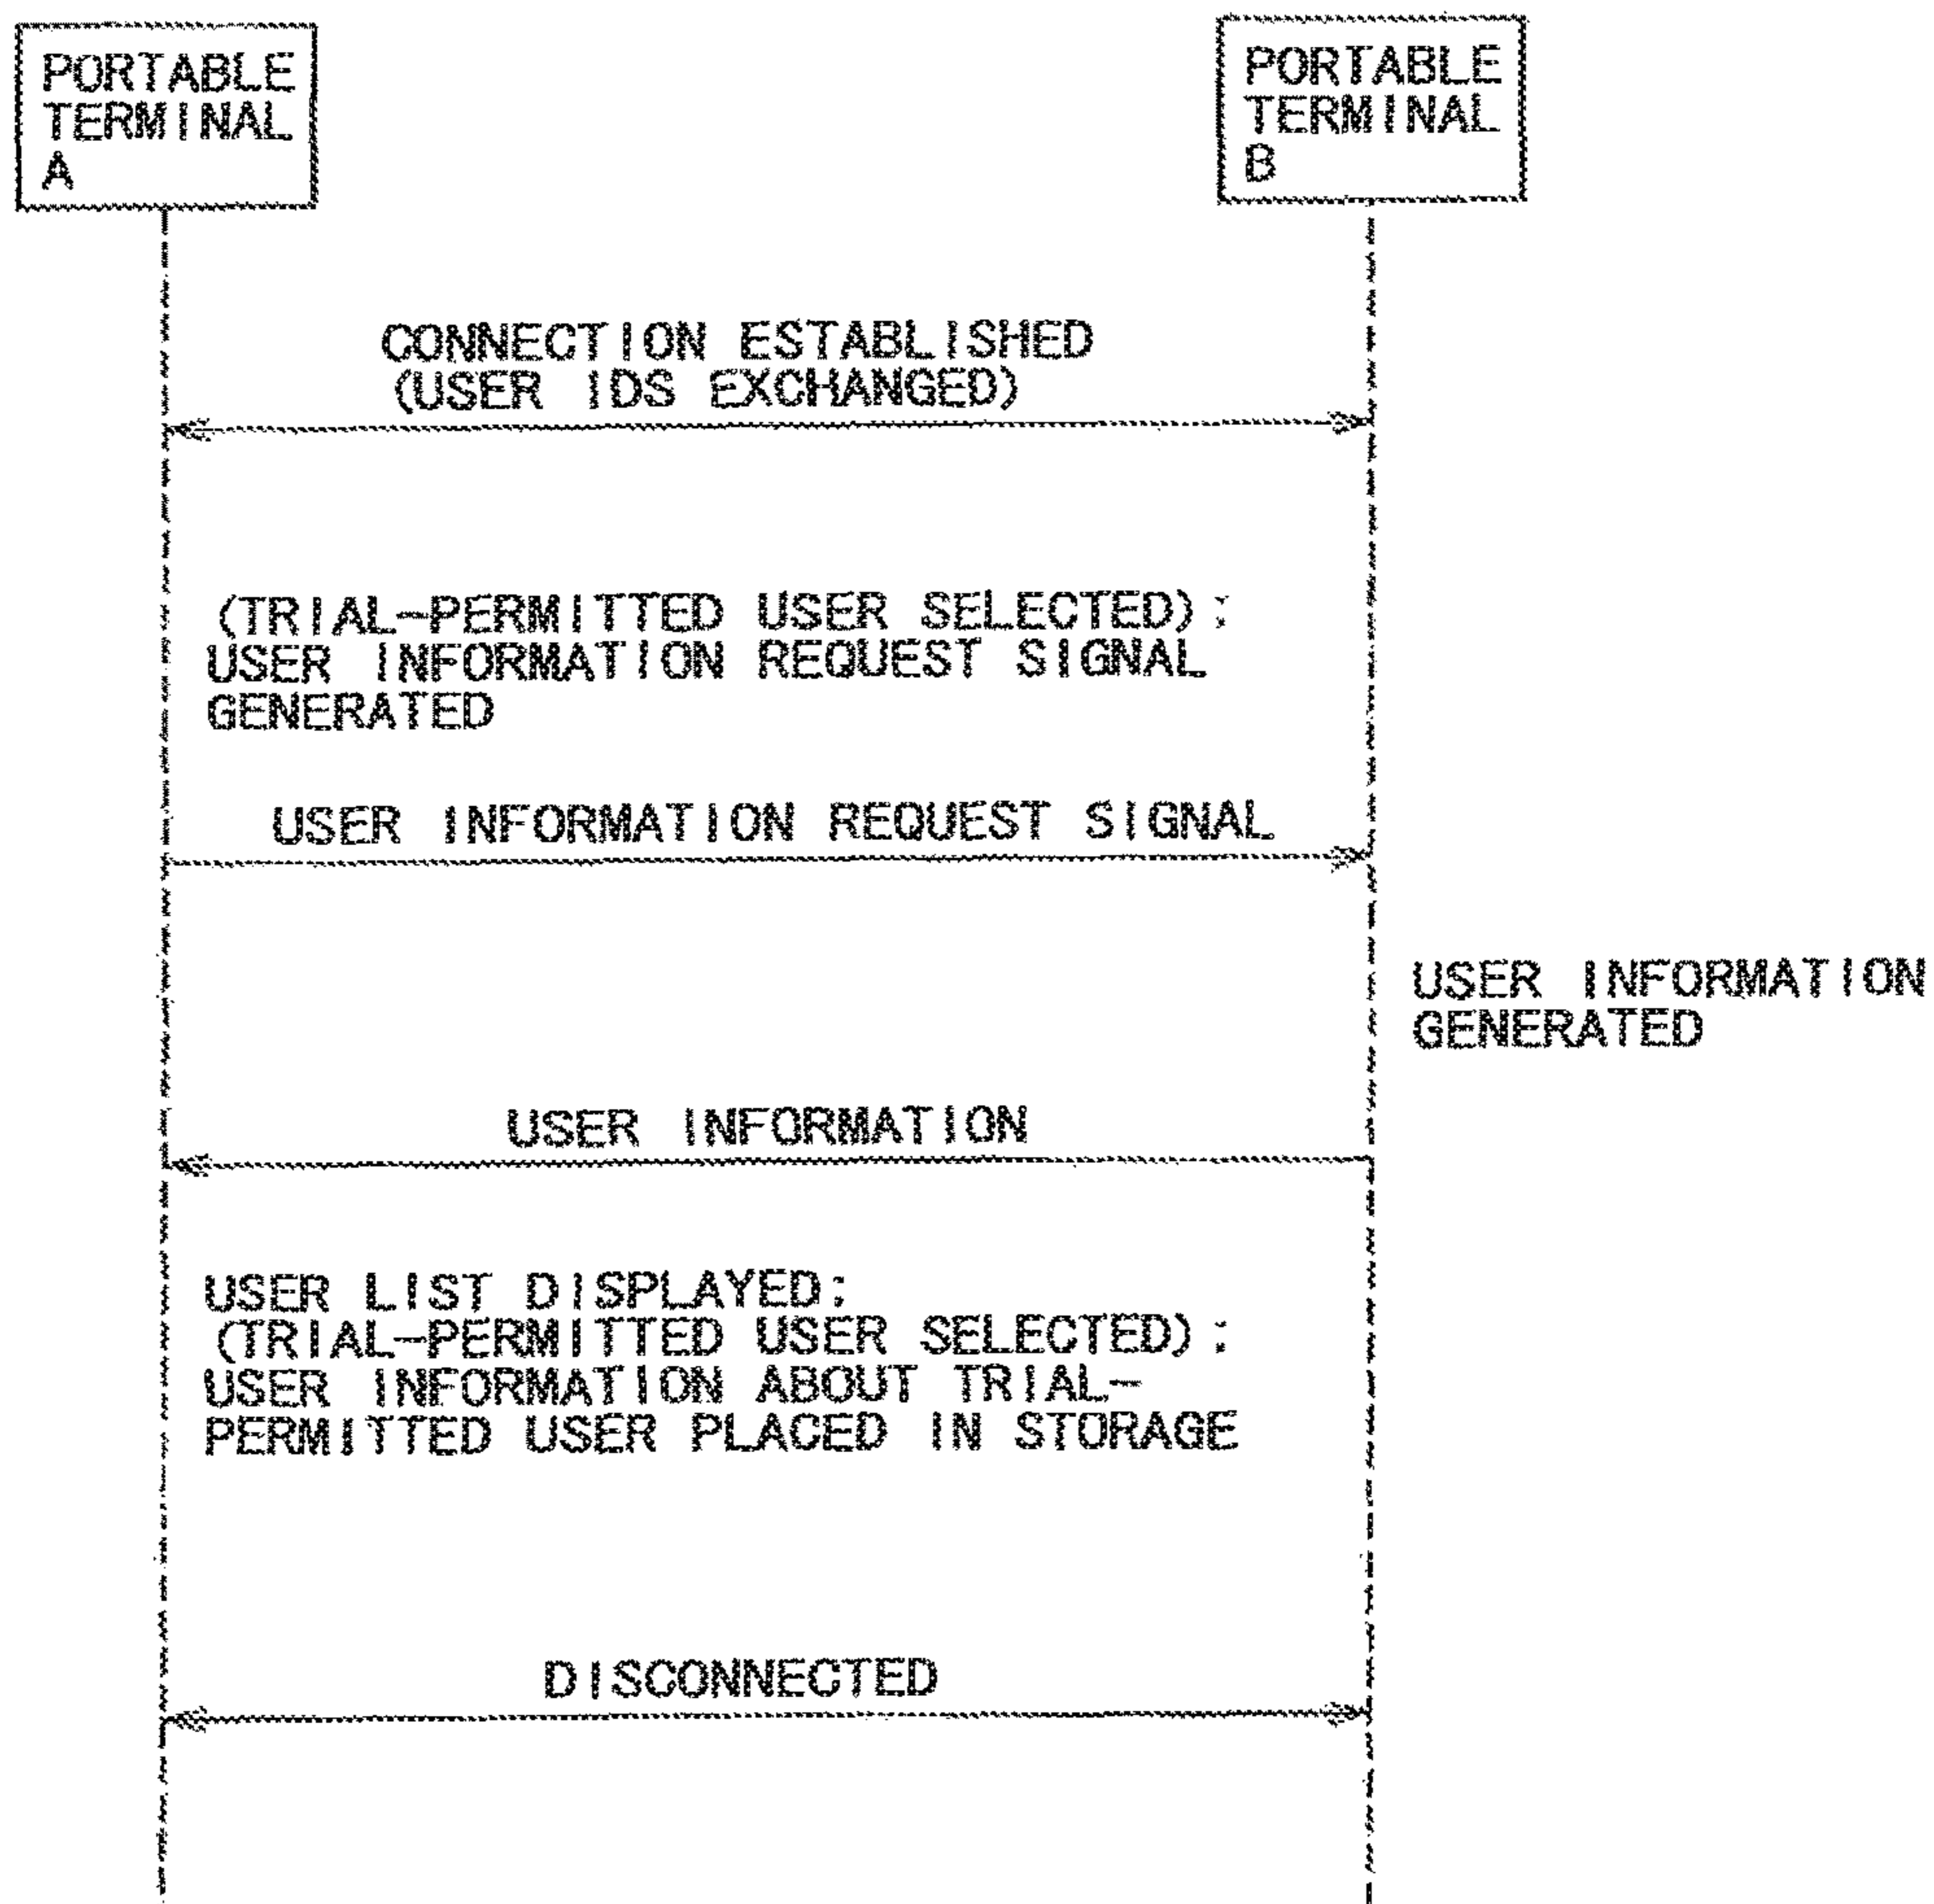 PORTABLE
TERMINAL
A
PORTABLE
TERMINAL
B
CONNECTION ESTABLISHED
(USER IDS EXCHANGED)
(TRIAL-PERMITTED USER SELECTED);
USER INFORMATION REQUEST SIGNAL
GENERATED
USER INFORMATION REQUEST SIGNAL
USER INFORMATION
GENERATED
USER INFORMATION
USER LIST DISPLAYED;
(TRIAL-PERMITTED USER SELECTED);
USER INFORMATION ABOUT TRIAL-
PERMITTED USER PLACED IN STORAGE
DISCONNECTED